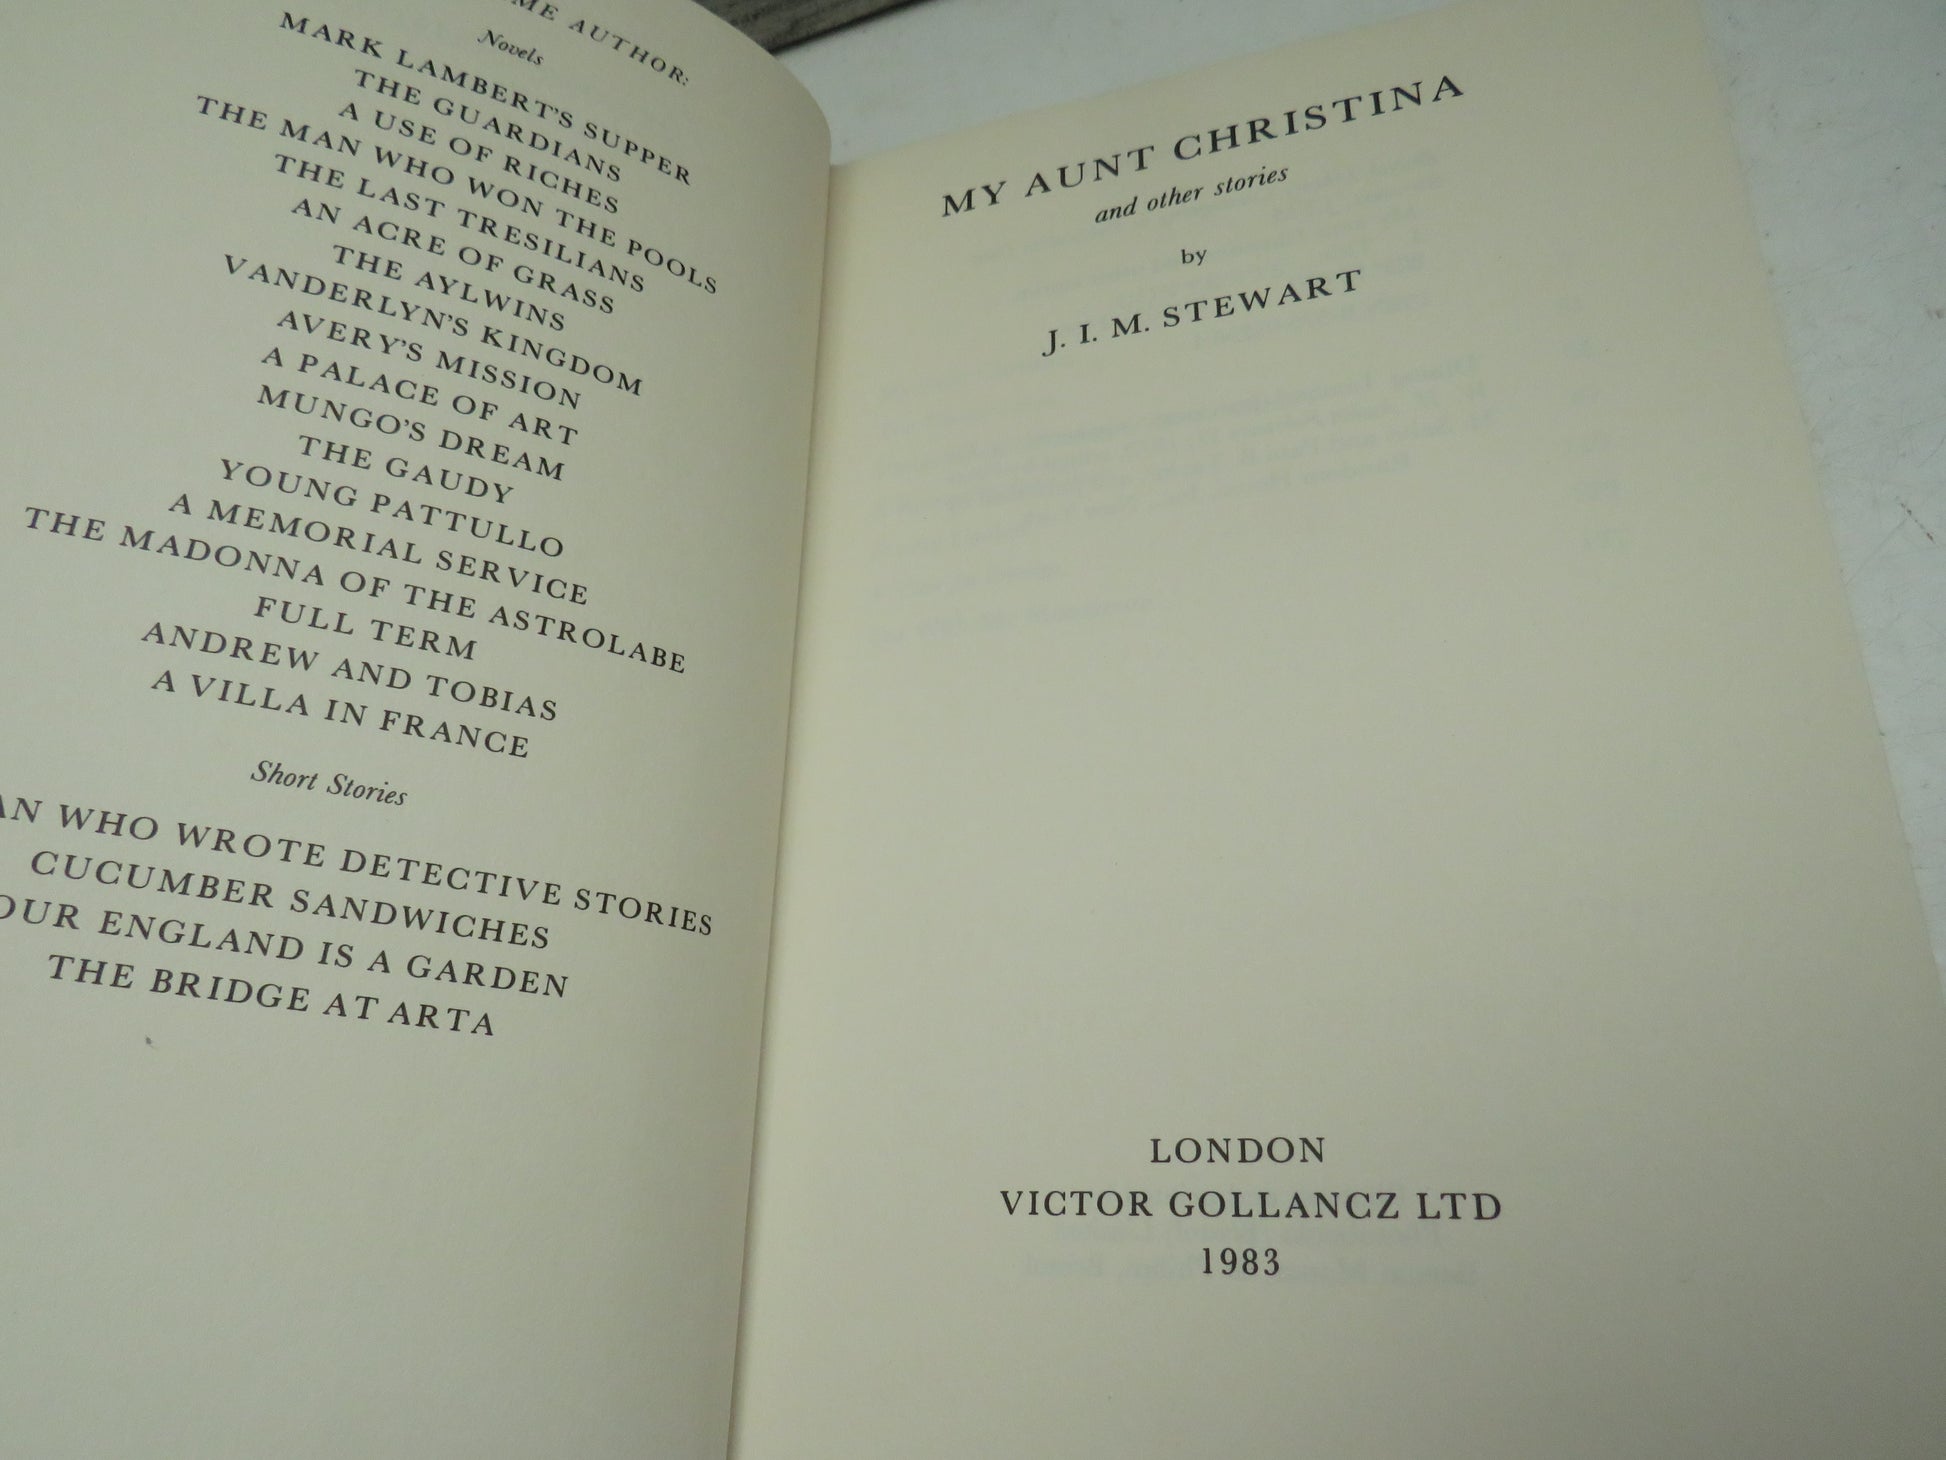 AUTHOR:
Novels
MARK LAMBERT'S SUPPER
THE GUARDIANS
A USE OF RICHES
THE MAN WHO WON THE POOLS
THE LAST TRESILIANS
AN ACRE OF GRASS
THE AYLWINS
VANDERLYN'S KINGDOM
AVERY'S MISSION
A PALACE OF ART
MUNGO'S DREAM
THE GAUDY
YOUNG PATTULLO
A MEMORIAL SERVICE
THE MADONNA OF THE ASTROLABE
FULL TERM
ANDREW AND TOBIAS
A VILLA IN FRANCE
Short Stories
WHO WROTE DETECTIVE STORIES
CUCUMBER SANDWICHES
OUR ENGLAND IS A GARDEN
THE BRIDGE AT ARTA
MY AUNT CHRISTINA
and other stories
by
J. I. M. STEWART
LONDON
VICTOR GOLLANCZ LTD
1983